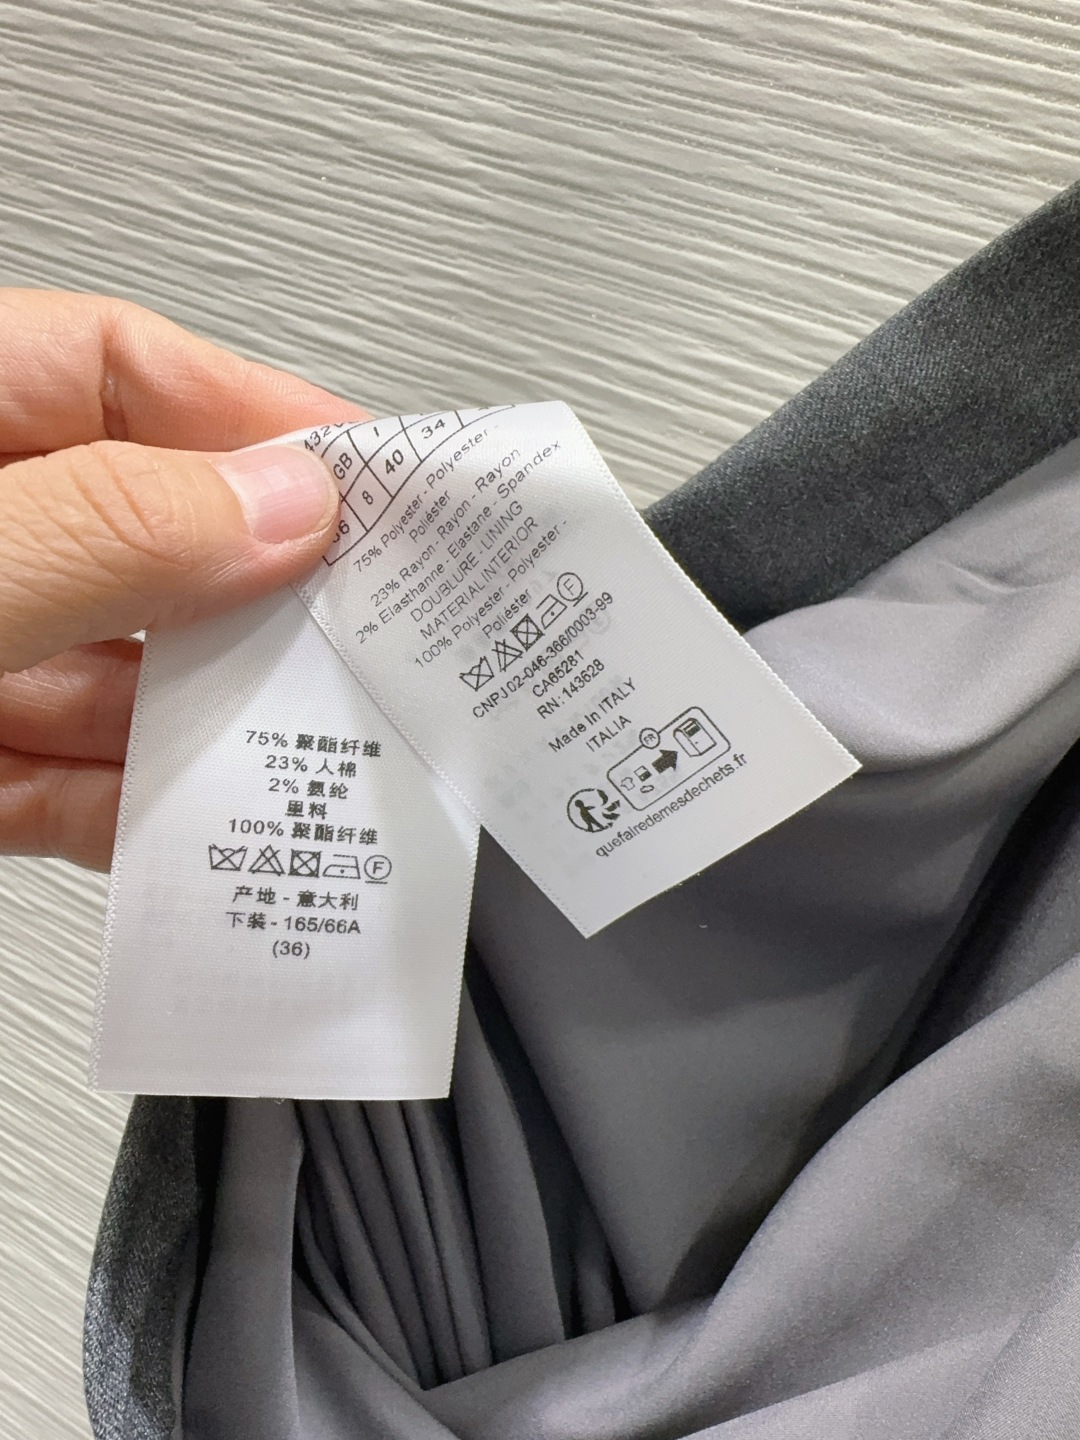 GB I 34
8 40
75% Polyester - Polyester -
Poliéster
23% Rayon - Rayon - Rayon
2% Elasthanne - Elastane - Spandex
DOUBLURE - LINING
MATERIAL INTERIOR
100% Polyester - Polyester -
Poliéster
F
CNPJ 02-046-366/0003-99
CA65281
RN: 143628
Made In ITALY
ITALIA
FR
quefairedemesdechets.fr
75% 聚酯纤维
23% 人棉
2% 氨纶
里料
100% 聚酯纤维
F
产地 - 意大利
下装 - 165/66A
(36)